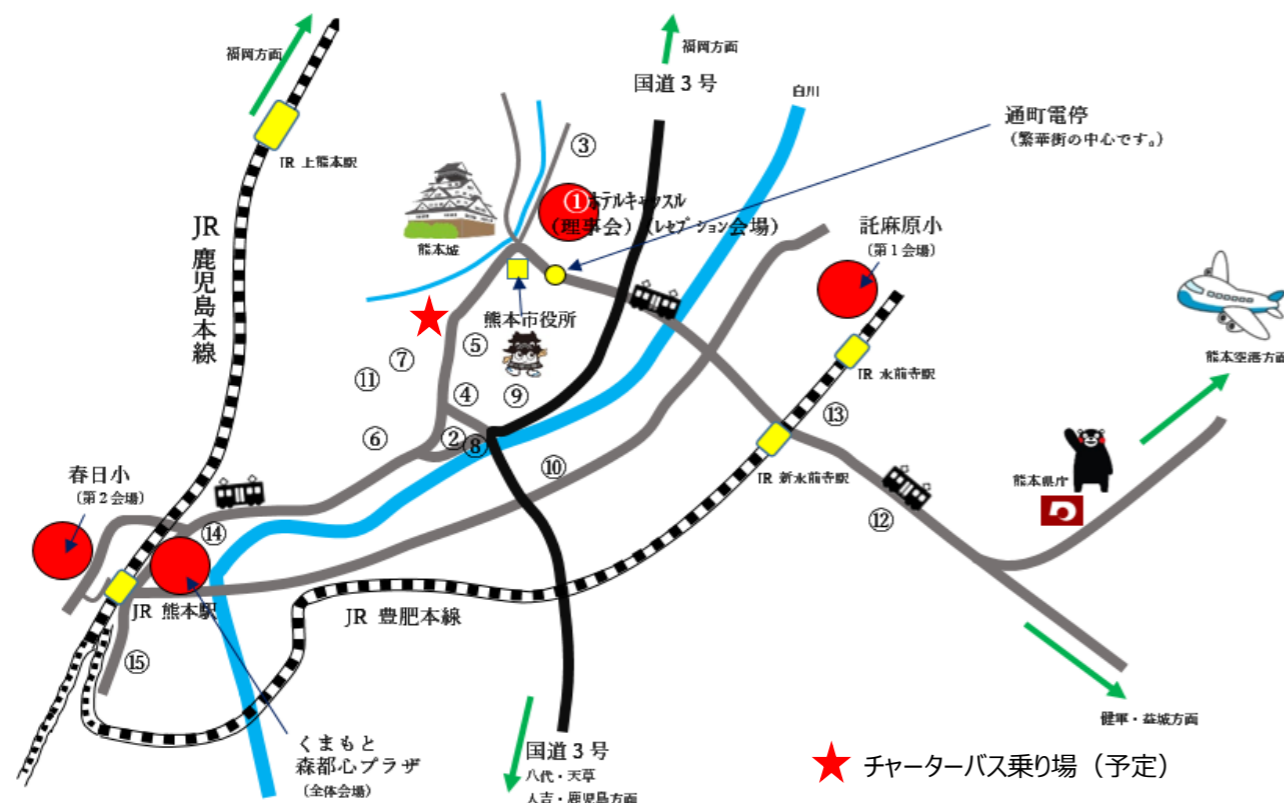 福岡方面
JR 上熊本駅
JR 鹿児島本線
福岡方面
国道３号
白川
通町電停
（繁華街の中心です。）
③
熊本城
①ホテルキャッスル
（理事会）（レセプション会場）
託麻原小
（第１会場）
熊本市役所
⑤
⑦
⑪
④
⑨
⑥
②
⑧
⑩
JR 水前寺駅
⑬
JR 新水前寺駅
⑫
熊本空港方面
熊本県庁
春日小
（第２会場）
⑭
JR 熊本駅
JR 豊肥本線
⑮
くまもと
森都心プラザ
（全体会場）
国道３号
八代・天草
人吉・鹿児島方面
健軍・益城方面
★ チャーターバス乗り場（予定）